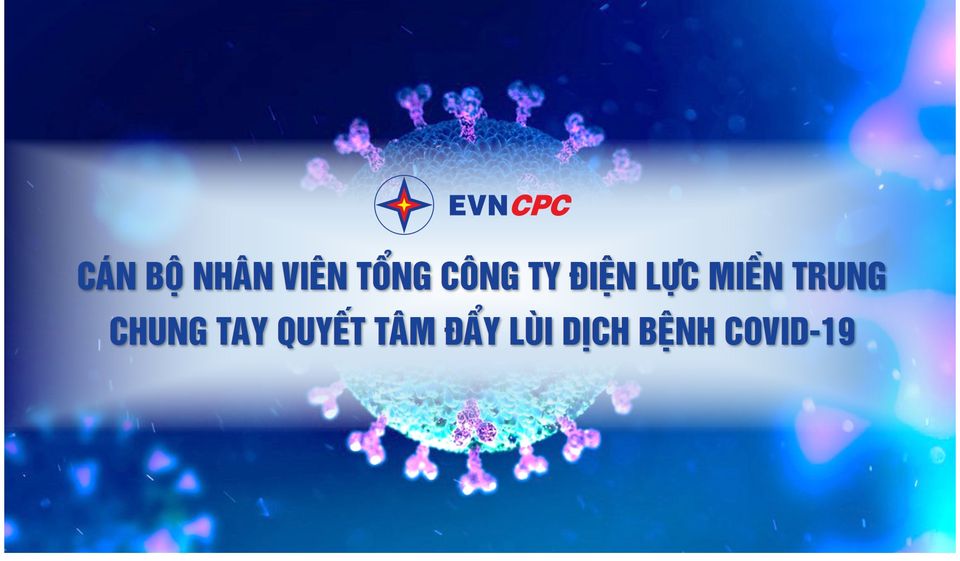 EVNCPC
CÁN BỘ NHÂN VIÊN TỔNG CÔNG TY ĐIỆN LỰC MIỀN TRUNG
CHUNG TAY QUYẾT TÂM ĐẨY LÙI DỊCH BỆNH COVID-19